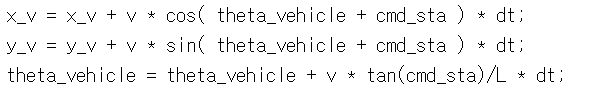 x_v = x_v + v * cos( theta_vehicle + cmd_sta ) * dt;
y_v = y_v + v * sin( theta_vehicle + cmd_sta ) * dt;
theta_vehicle = theta_vehicle + v * tan(cmd_sta)/L * dt;